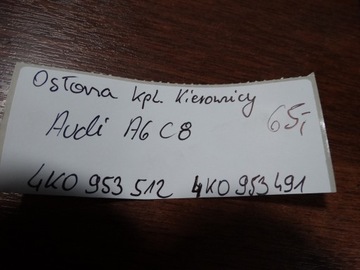 Osłona kpl. Kierownicy
Audi A6 C8 65,-
4K0 953 512 4K0 953 491